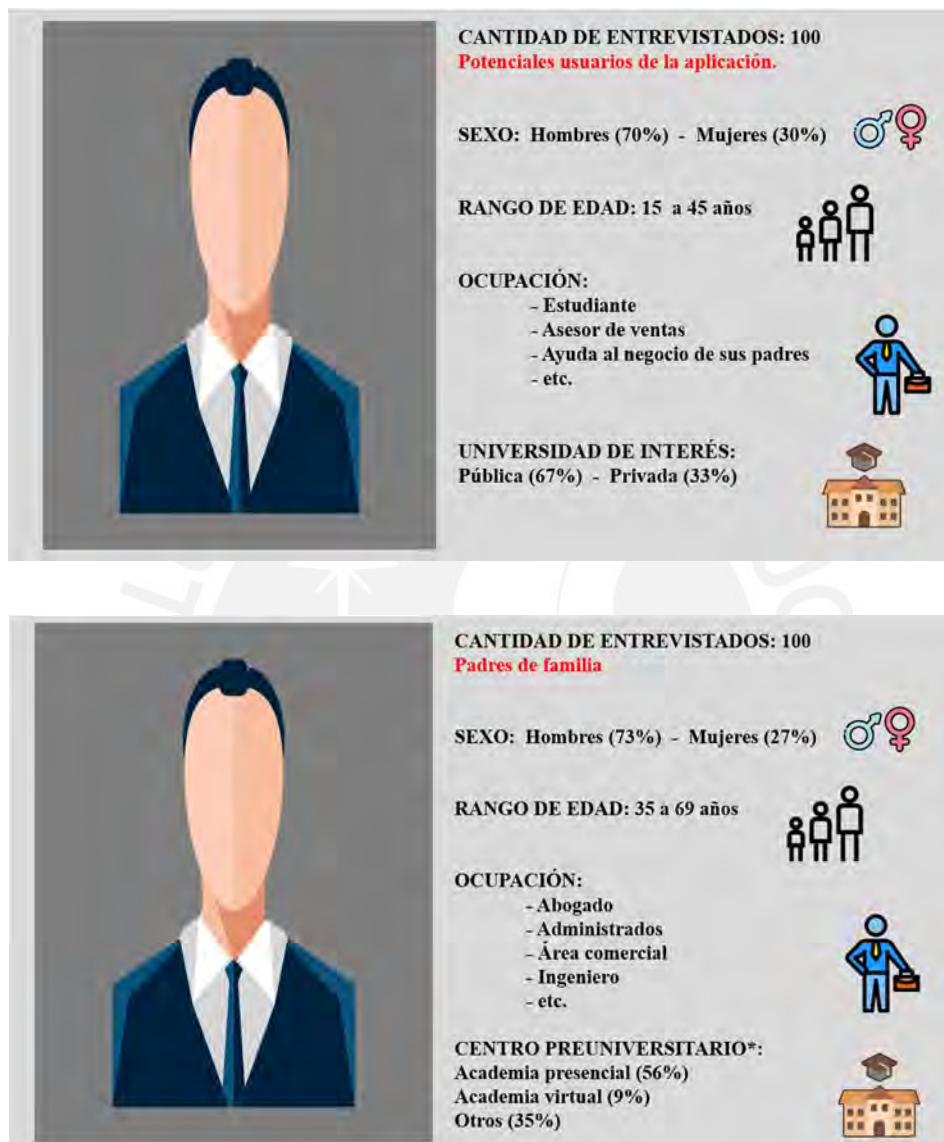 CANTIDAD DE ENTREVISTADOS: 100
Potenciales usuarios de la aplicación.
SEXO: Hombres (70%) - Mujeres (30%)
RANGO DE EDAD: 15 a 45 años
OCUPACIÓN:
- Estudiante
- Asesor de ventas
- Ayuda al negocio de sus padres
- etc.
UNIVERSIDAD DE INTERÉS:
Pública (67%) - Privada (33%)
CANTIDAD DE ENTREVISTADOS: 100
Padres de familia
SEXO: Hombres (73%) - Mujeres (27%)
RANGO DE EDAD: 35 a 69 años
OCUPACIÓN:
- Abogado
- Administrados
- Área comercial
- Ingeniero
- etc.
CENTRO PREUNIVERSITARIO*:
Academia presencial (56%)
Academia virtual (9%)
Otros (35%)